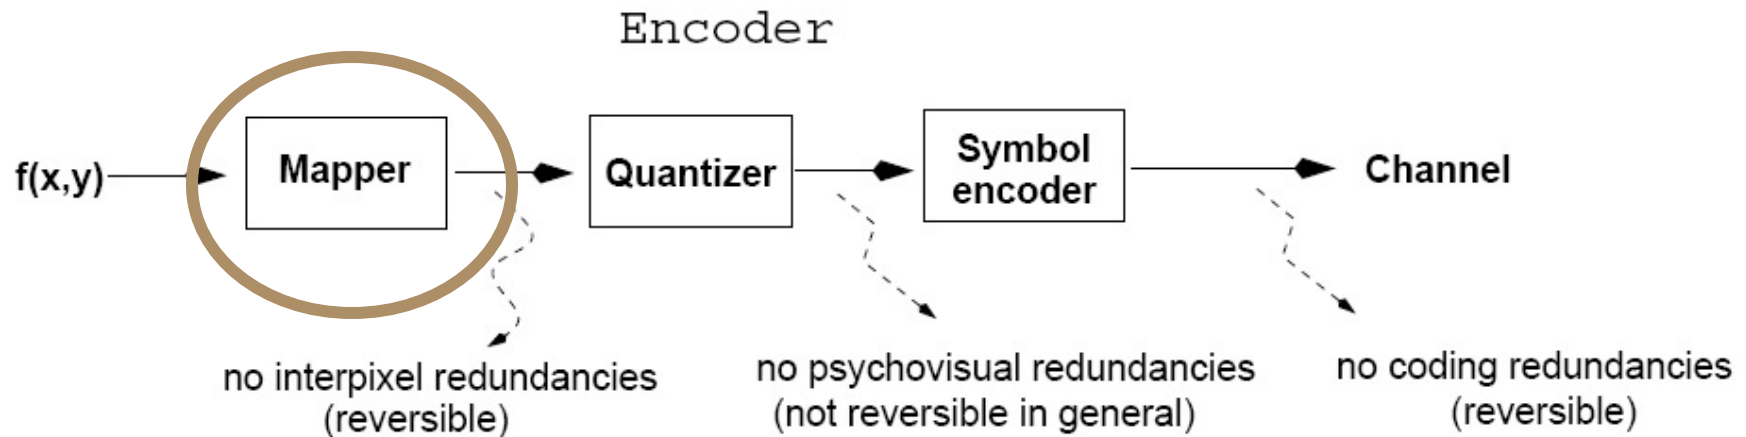 Encoder
f(x,y)
Mapper
Quantizer
Symbol
encoder
Channel
no interpixel redundancies
(reversible)
no psychovisual redundancies
(not reversible in general)
no coding redundancies
(reversible)